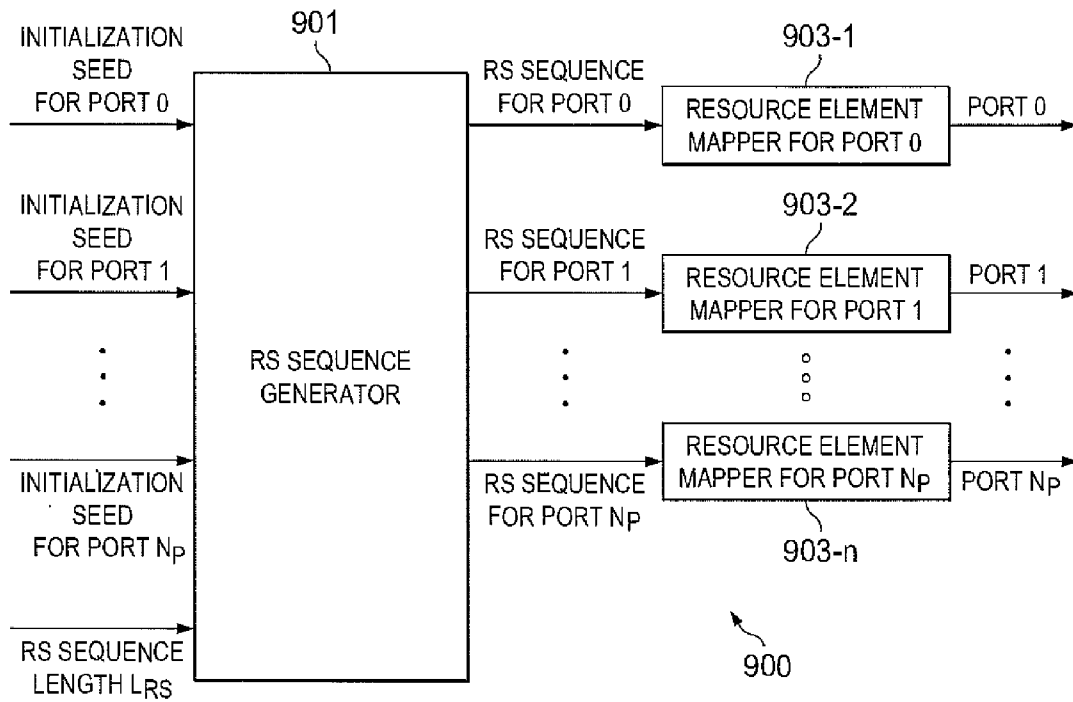 INITIALIZATION
SEED
FOR PORT 0
901
RS SEQUENCE
FOR PORT 0
903-1
RESOURCE ELEMENT
MAPPER FOR PORT 0
PORT 0
INITIALIZATION
SEED
FOR PORT 1
RS SEQUENCE
FOR PORT 1
903-2
RESOURCE ELEMENT
MAPPER FOR PORT 1
PORT 1
RS SEQUENCE
GENERATOR
INITIALIZATION
SEED
FOR PORT NP
RS SEQUENCE
FOR PORT NP
RESOURCE ELEMENT
MAPPER FOR PORT NP
PORT NP
903-n
RS SEQUENCE
LENGTH LRS
900